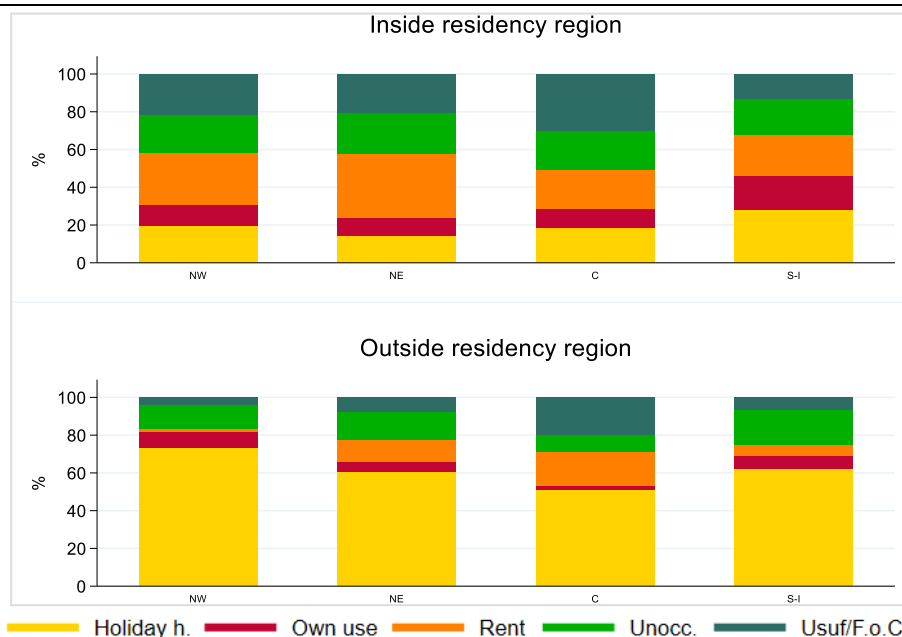 Inside residency region
100
80
60
40
20
0
%
NW NE C S-I
Outside residency region
100
80
60
40
20
0
%
NW NE C S-I
Holiday h. Own use Rent Unocc. Usuf/F.o.C